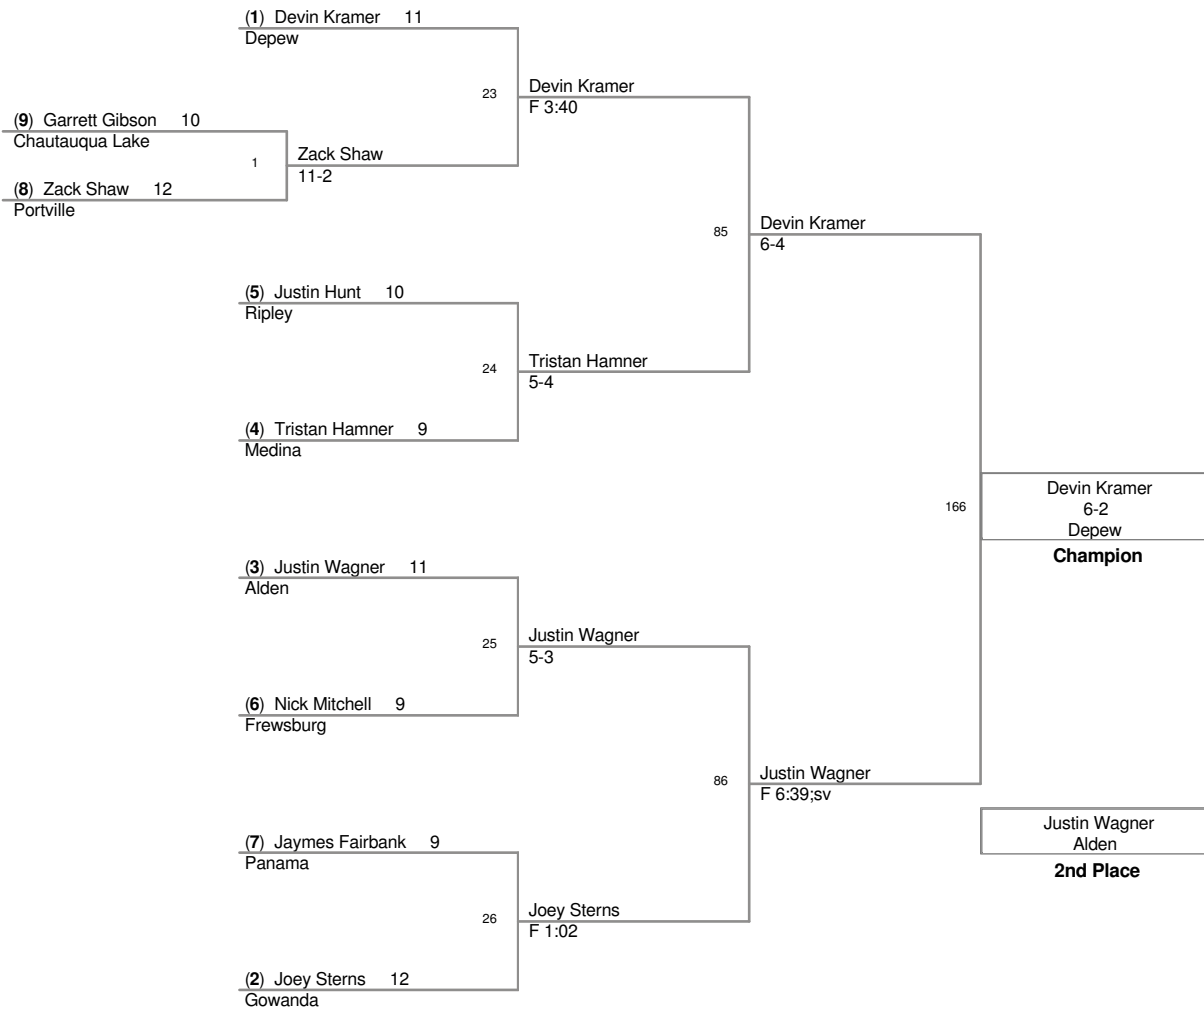 (1) Devin Kramer 11
Depew
23
Devin Kramer
F 3:40
(9) Garrett Gibson 10
Chautauqua Lake
1
Zack Shaw
11-2
(8) Zack Shaw 12
Portville
85
Devin Kramer
6-4
(5) Justin Hunt 10
Ripley
24
Tristan Hamner
5-4
(4) Tristan Hamner 9
Medina
166
Devin Kramer
6-2
Depew
Champion
(3) Justin Wagner 11
Alden
25
Justin Wagner
5-3
(6) Nick Mitchell 9
Frewsburg
86
Justin Wagner
F 6:39;sv
Justin Wagner
Alden
2nd Place
(7) Jaymes Fairbank 9
Panama
26
Joey Sterns
F 1:02
(2) Joey Sterns 12
Gowanda